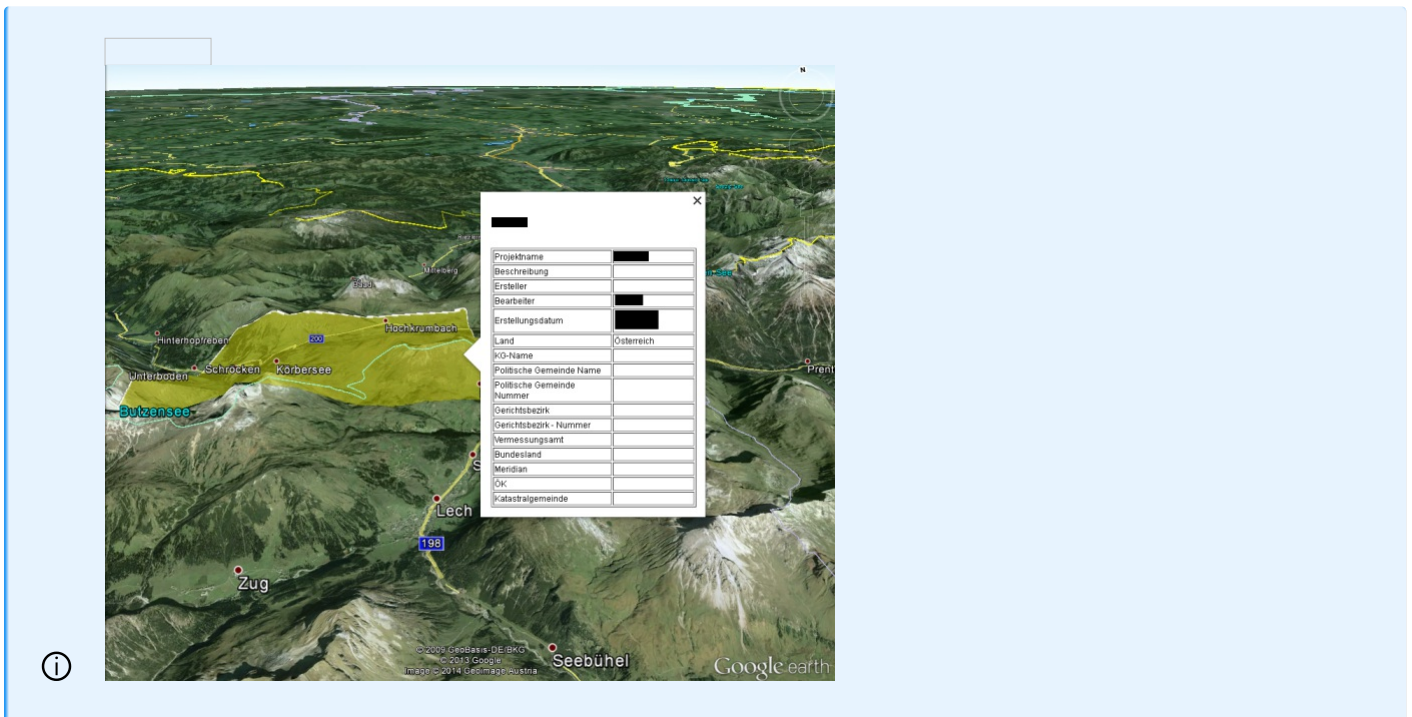 N
Mittelberg
Hochkrumbach
200
Hinterhopfreben
Unterboden
Schröcken
Körbersee
Butzensee
Prent
Projektname
Beschreibung
Ersteller
Bearbeiter
Erstellungsdatum
Land Österreich
KG-Name
Politische Gemeinde Name
Politische Gemeinde
Nummer
Gerichtsbezirk
Gerichtsbezirk - Nummer
Vermessungsamt
Bundesland
Meridian
ÖK
Katastralgemeinde
S
Lech
198
Zug
Seebühel
© 2009 GeoBasis-DE/BKG
© 2013 Google
Image © 2014 Geoimage Austria
Google earth